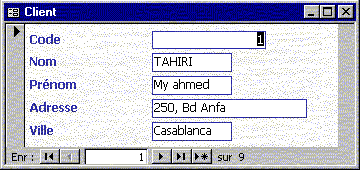 Client
Code 1
Nom TAHIRI
Prénom My ahmed
Adresse 250, Bd Anfa
Ville Casablanca
Enr : 1 sur 9